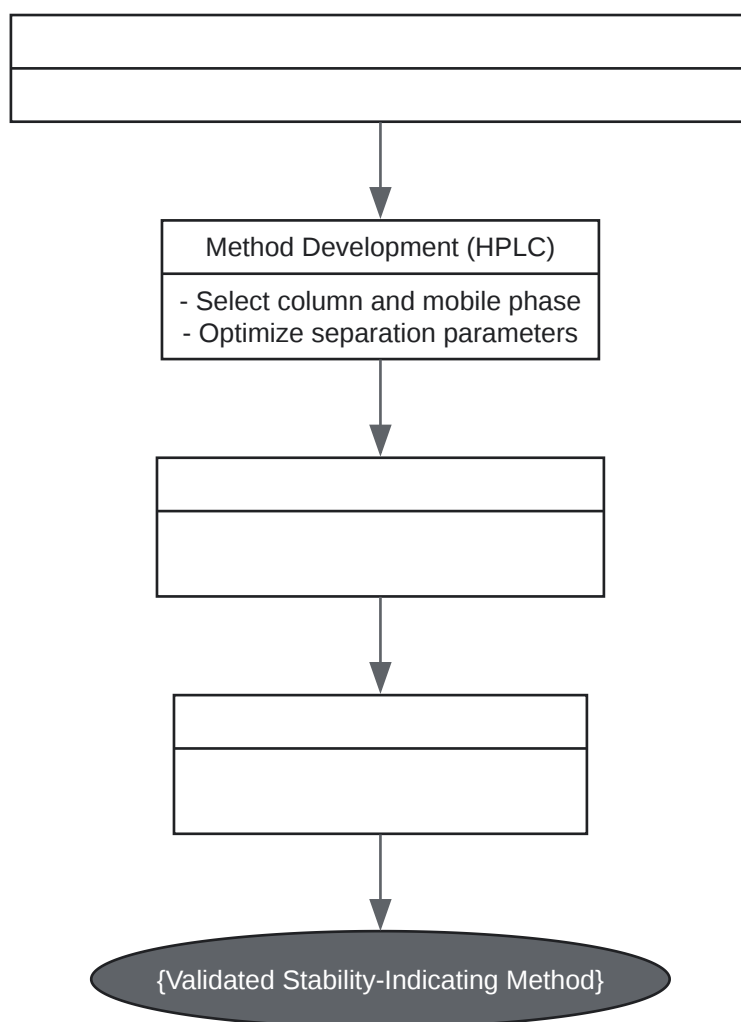 Method Development (HPLC)
- Select column and mobile phase
- Optimize separation parameters
{Validated Stability-Indicating Method}